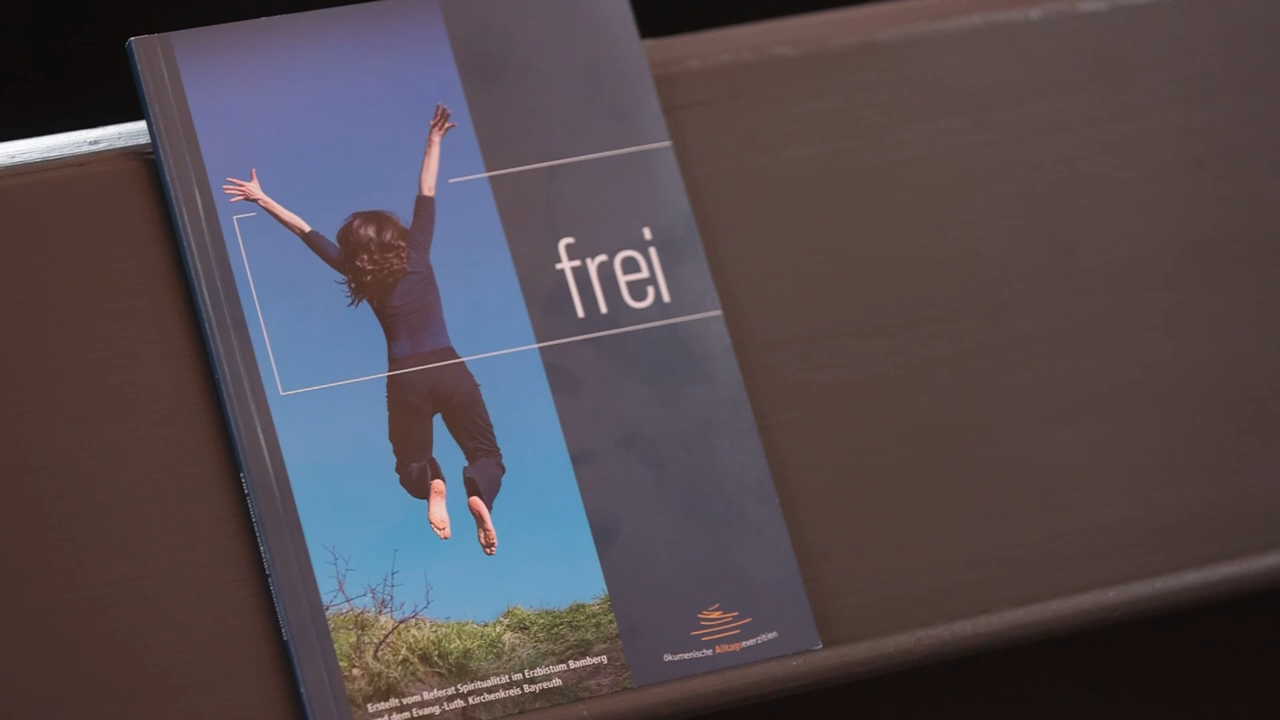 frei
ökumenische Alltagsexerzitien
Erstellt vom Referat Spiritualität im Erzbistum Bamberg
und dem Evang.-Luth. Kirchenkreis Bayreuth